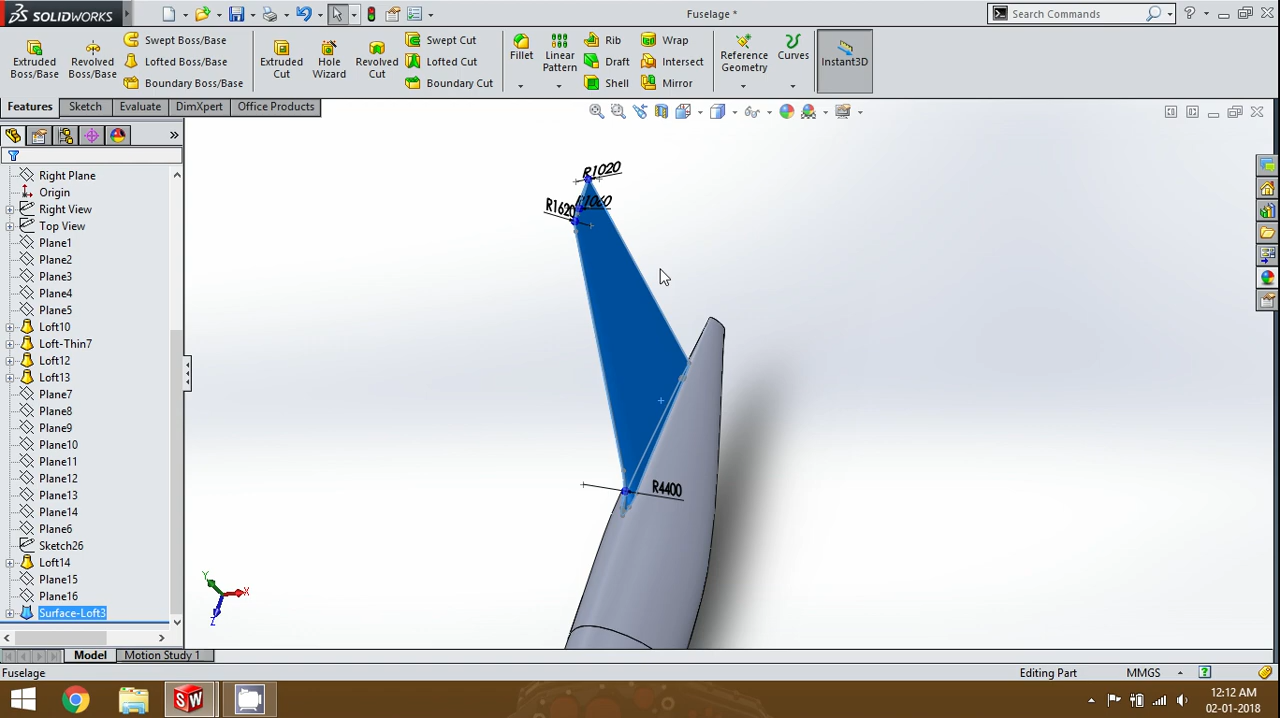 SOLIDWORKS
Fuselage *
Search Commands
Extruded Boss/Base
Revolved Boss/Base
Swept Boss/Base
Lofted Boss/Base
Boundary Boss/Base
Extruded Cut
Hole Wizard
Revolved Cut
Swept Cut
Lofted Cut
Boundary Cut
Fillet
Linear Pattern
Rib
Draft
Shell
Wrap
Intersect
Mirror
Reference Geometry
Curves
Instant3D
Features
Sketch
Evaluate
DimXpert
Office Products
Right Plane
Origin
Right View
Top View
Plane1
Plane2
Plane3
Plane4
Plane5
Loft10
Loft-Thin7
Loft12
Loft13
Plane7
Plane8
Plane9
Plane10
Plane11
Plane12
Plane13
Plane14
Plane6
Sketch26
Loft14
Plane15
Plane16
Surface-Loft3
R1020
R1060
R1620
R4400
Y
X
Z
Model
Motion Study 1
Fuselage
Editing Part
MMGS
SW
12:12 AM
02-01-2018